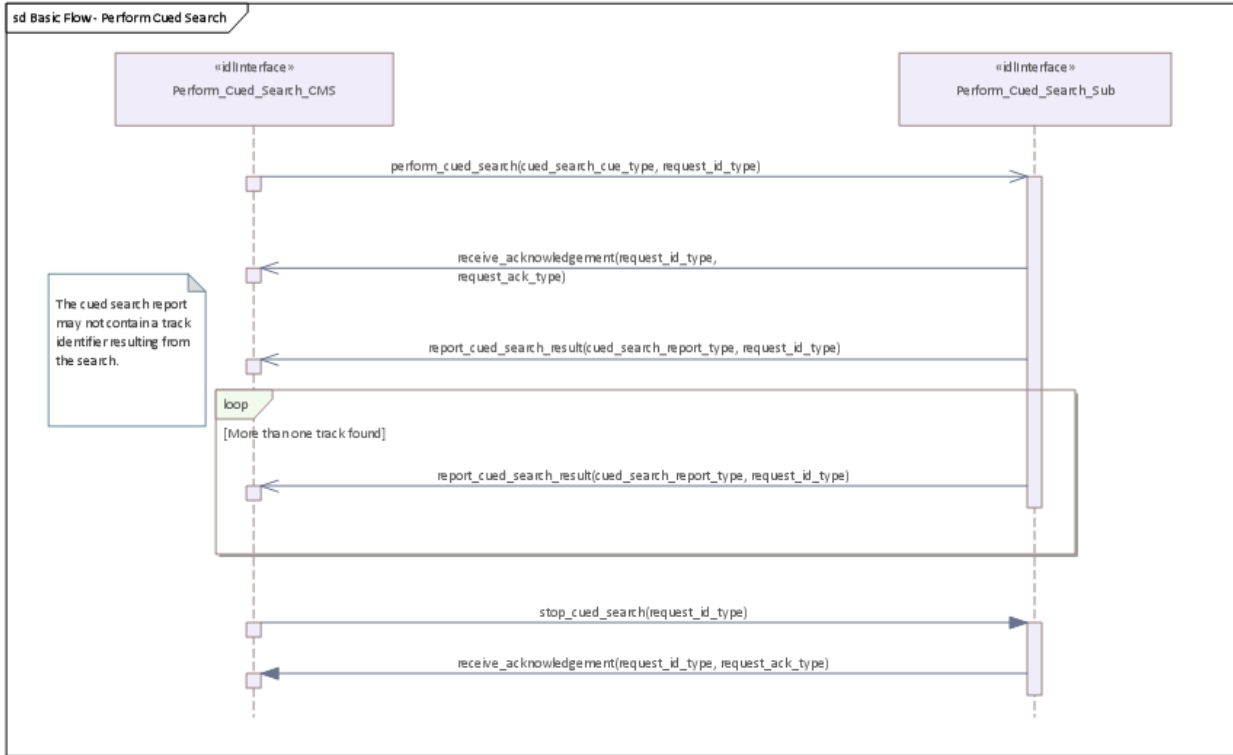 sd Basic Flow - Perform Cued Search
«idlInterface»
Perform_Cued_Search_CMS
«idlInterface»
Perform_Cued_Search_Sub
perform_cued_search(cued_search_cue_type, request_id_type)
receive_acknowledgement(request_id_type,
request_ack_type)
The cued search report
may not contain a track
identifier resulting from
the search.
report_cued_search_result(cued_search_report_type, request_id_type)
loop
[More than one track found]
report_cued_search_result(cued_search_report_type, request_id_type)
stop_cued_search(request_id_type)
receive_acknowledgement(request_id_type, request_ack_type)